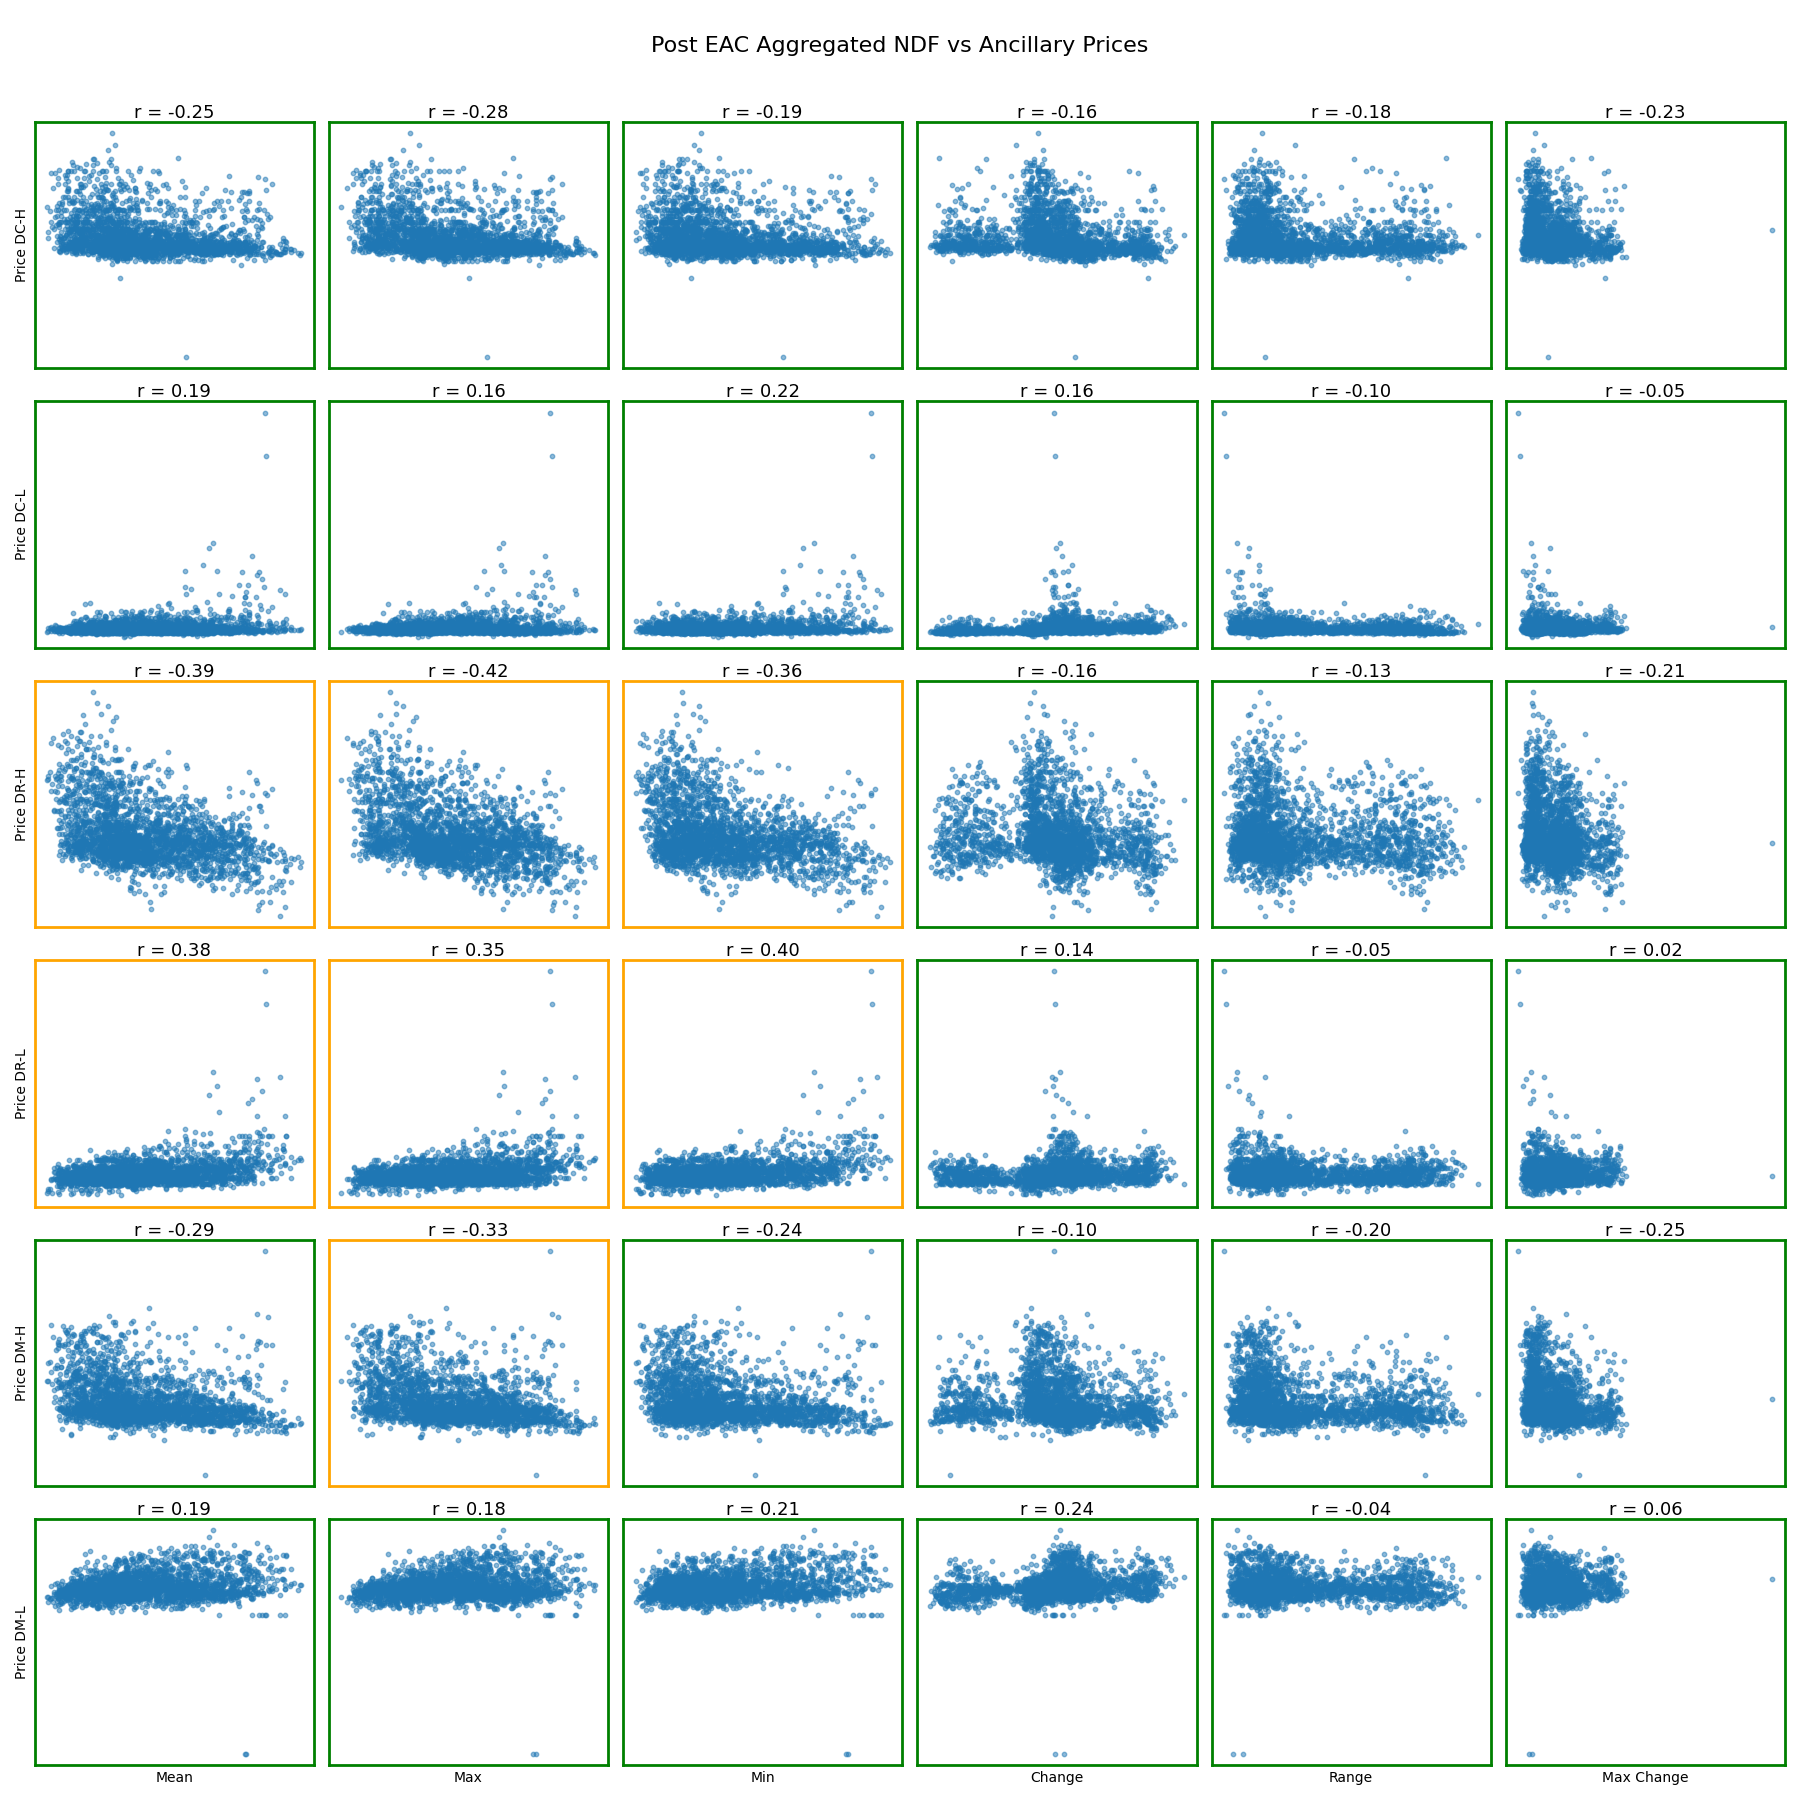 Post EAC Aggregated NDF vs Ancillary Prices
r = -0.25
r = -0.28
r = -0.19
r = -0.16
r = -0.18
r = -0.23
Price DC-H
r = 0.19
r = 0.16
r = 0.22
r = 0.16
r = -0.10
r = -0.05
Price DC-L
r = -0.39
r = -0.42
r = -0.36
r = -0.16
r = -0.13
r = -0.21
Price DR-H
r = 0.38
r = 0.35
r = 0.40
r = 0.14
r = -0.05
r = 0.02
Price DR-L
r = -0.29
r = -0.33
r = -0.24
r = -0.10
r = -0.20
r = -0.25
Price DM-H
r = 0.19
r = 0.18
r = 0.21
r = 0.24
r = -0.04
r = 0.06
Price DM-L
Mean
Max
Min
Change
Range
Max Change